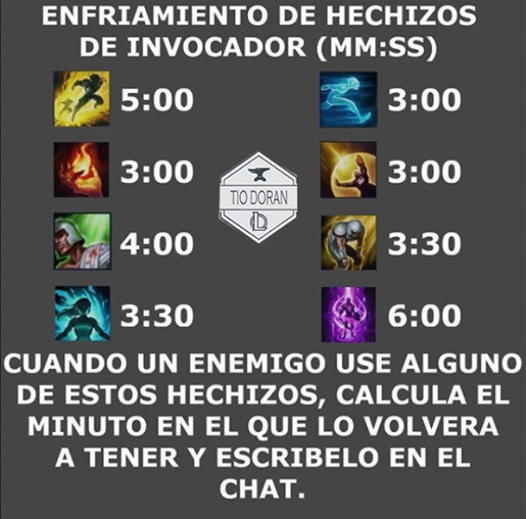 ENFRIAMIENTO DE HECHIZOS
DE INVOCADOR (MM:SS)
5:00
3:00
3:00
3:00
TIO DORAN
4:00
3:30
3:30
6:00
CUANDO UN ENEMIGO USE ALGUNO
DE ESTOS HECHIZOS, CALCULA EL
MINUTO EN EL QUE LO VOLVERA
A TENER Y ESCRIBELO EN EL
CHAT.